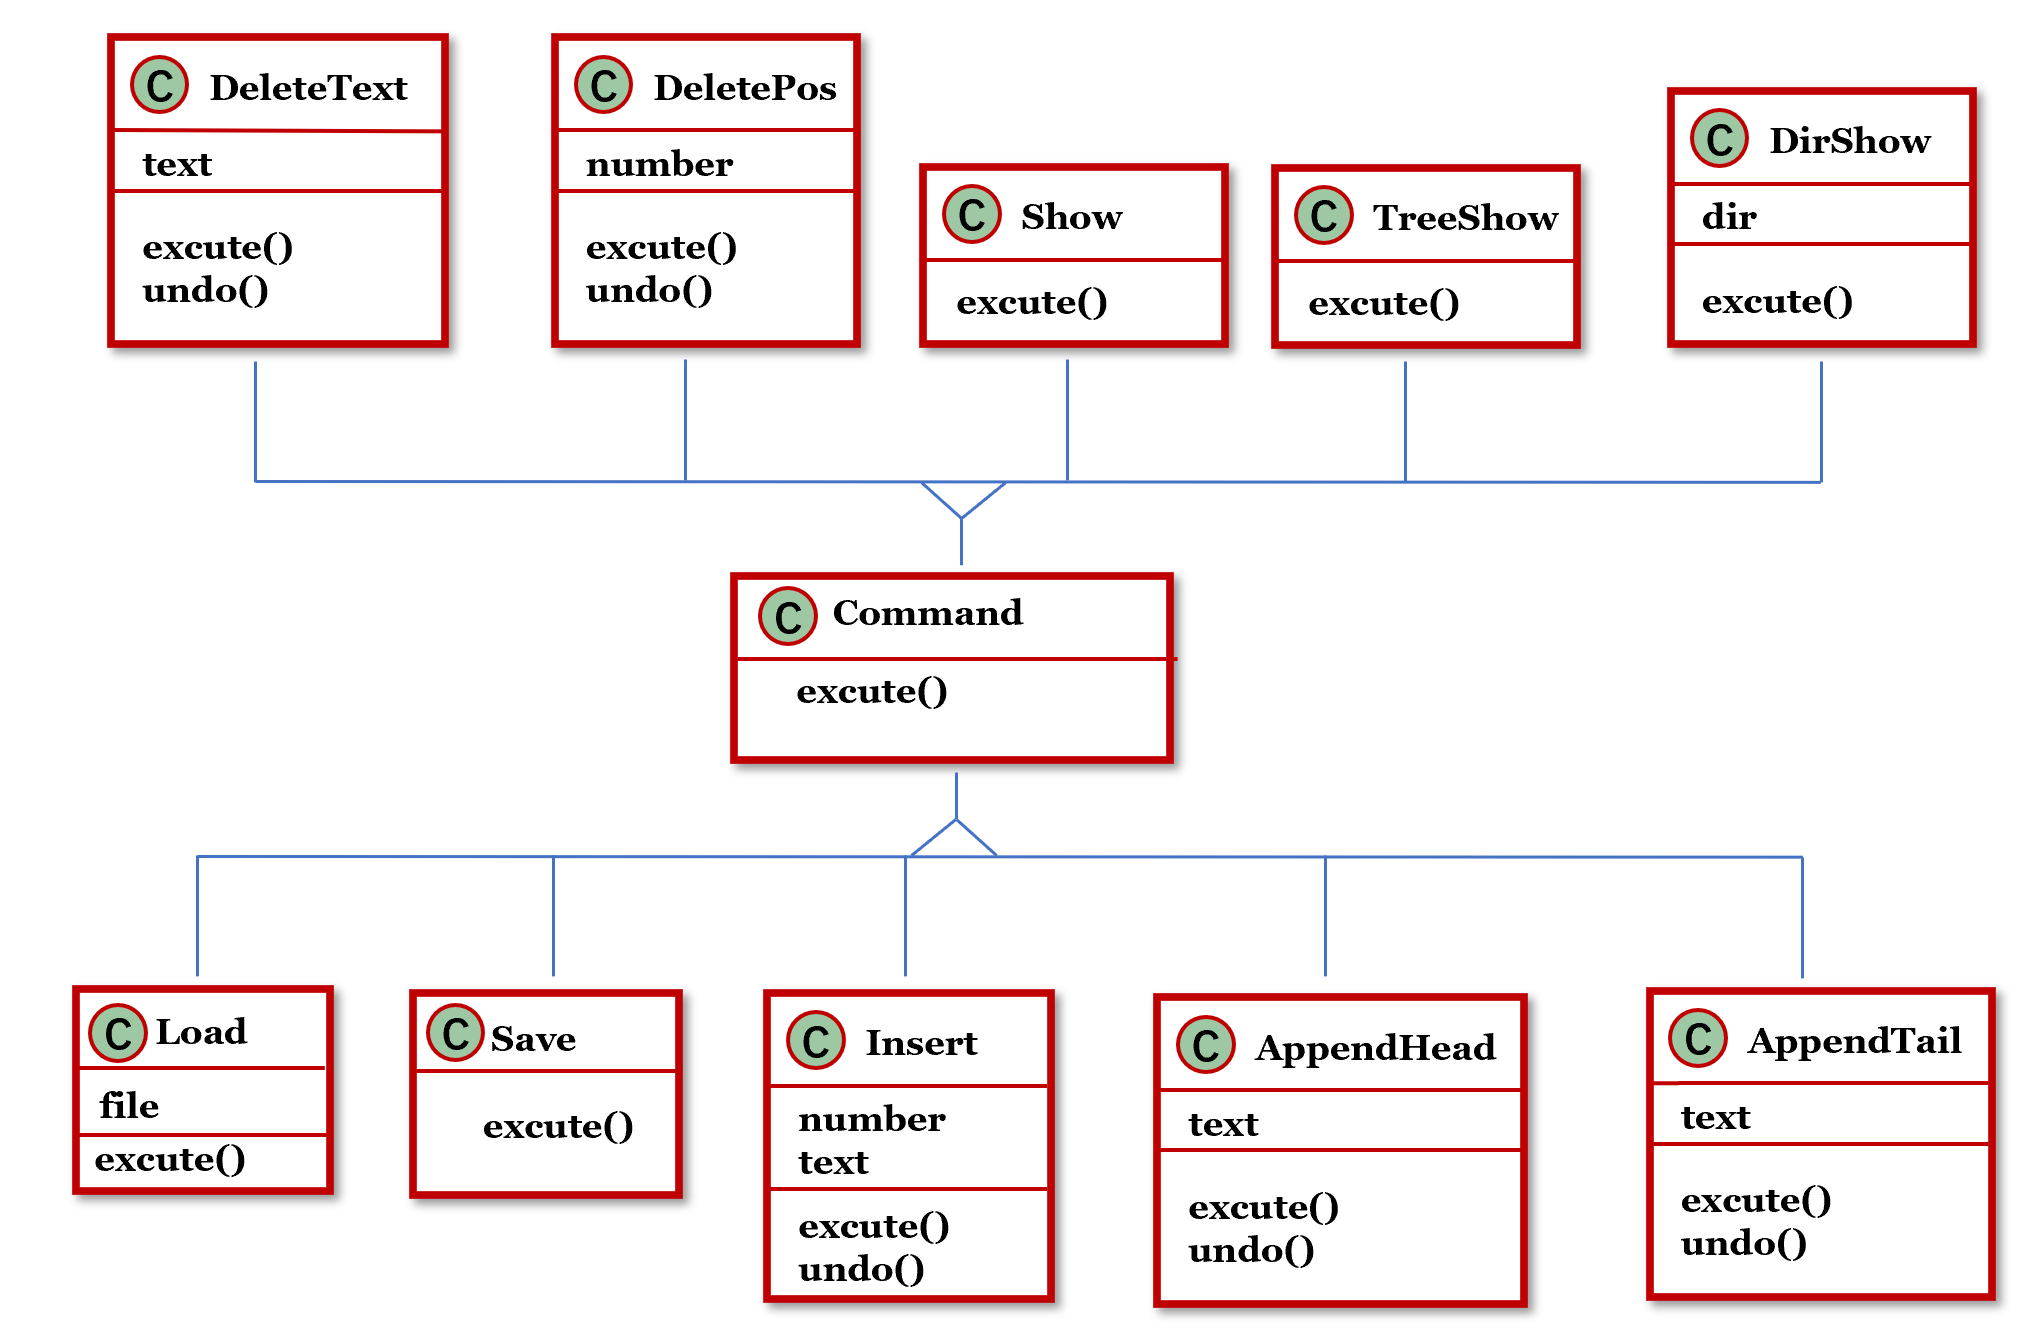 C DeleteText
text
excute()
undo()
C DeletePos
number
excute()
undo()
C Show
excute()
C TreeShow
excute()
C DirShow
dir
excute()
C Command
excute()
C Load
file
excute()
C Save
excute()
C Insert
number
text
excute()
undo()
C AppendHead
text
excute()
undo()
C AppendTail
text
excute()
undo()